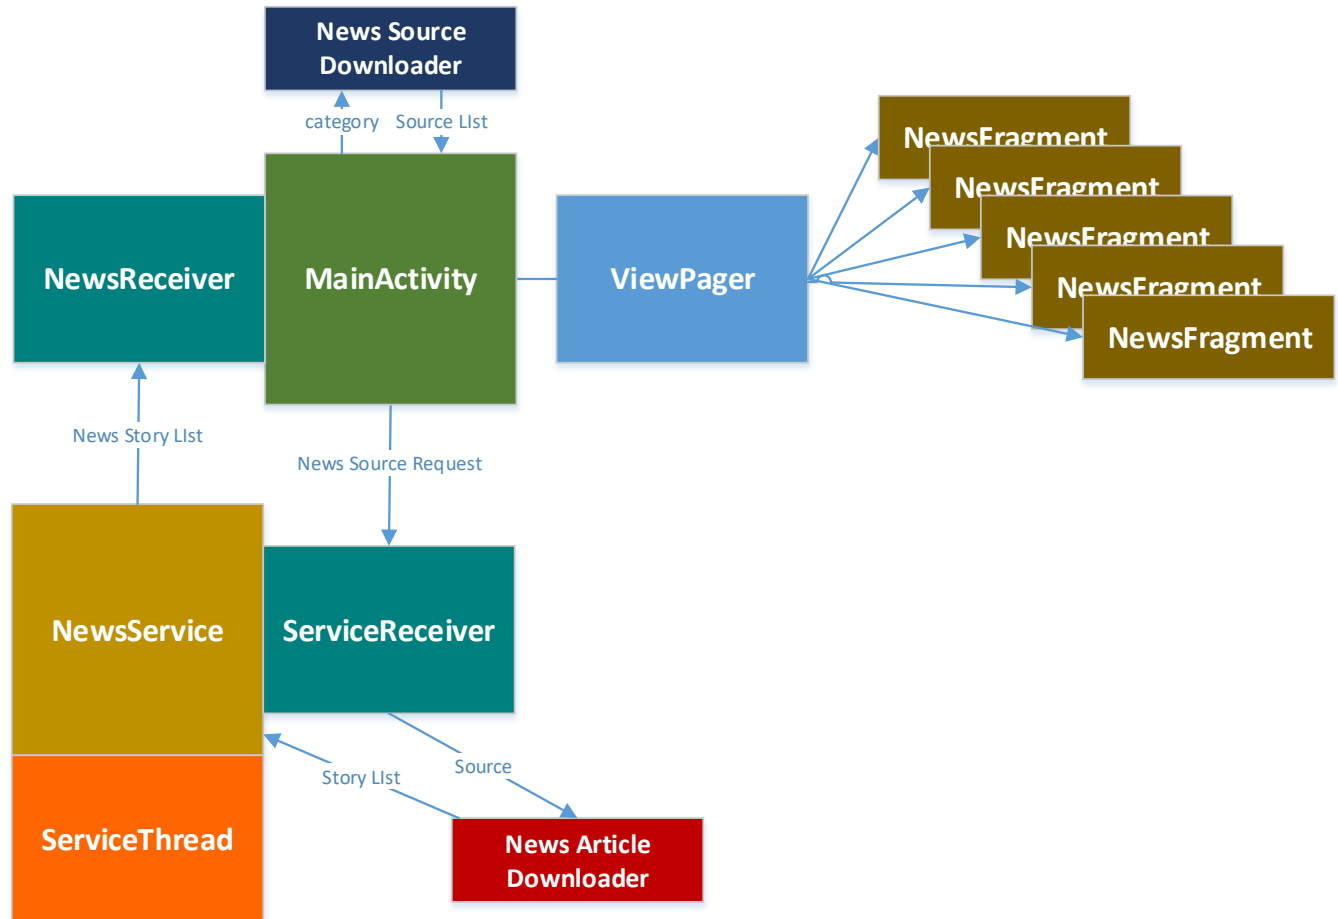 News Source
Downloader
category
Source LIst
NewsFragment
NewsFragment
NewsFragment
NewsFragment
NewsFragment
NewsReceiver
MainActivity
ViewPager
News Story LIst
News Source Request
NewsService
ServiceReceiver
Story LIst
Source
ServiceThread
News Article
Downloader